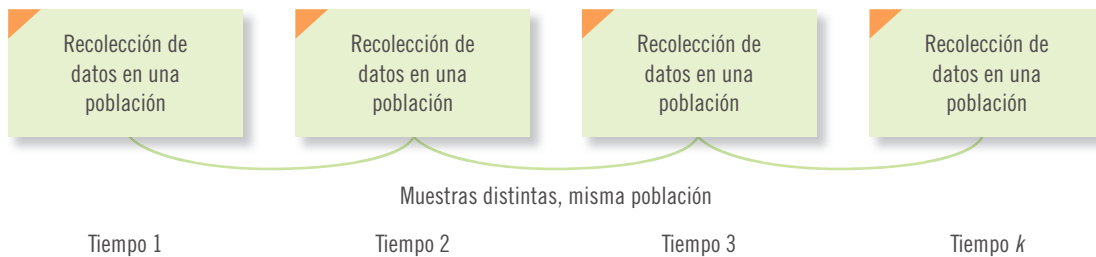 Recolección de
datos en una
población
Recolección de
datos en una
población
Recolección de
datos en una
población
Recolección de
datos en una
población
Muestras distintas, misma población
Tiempo 1
Tiempo 2
Tiempo 3
Tiempo k